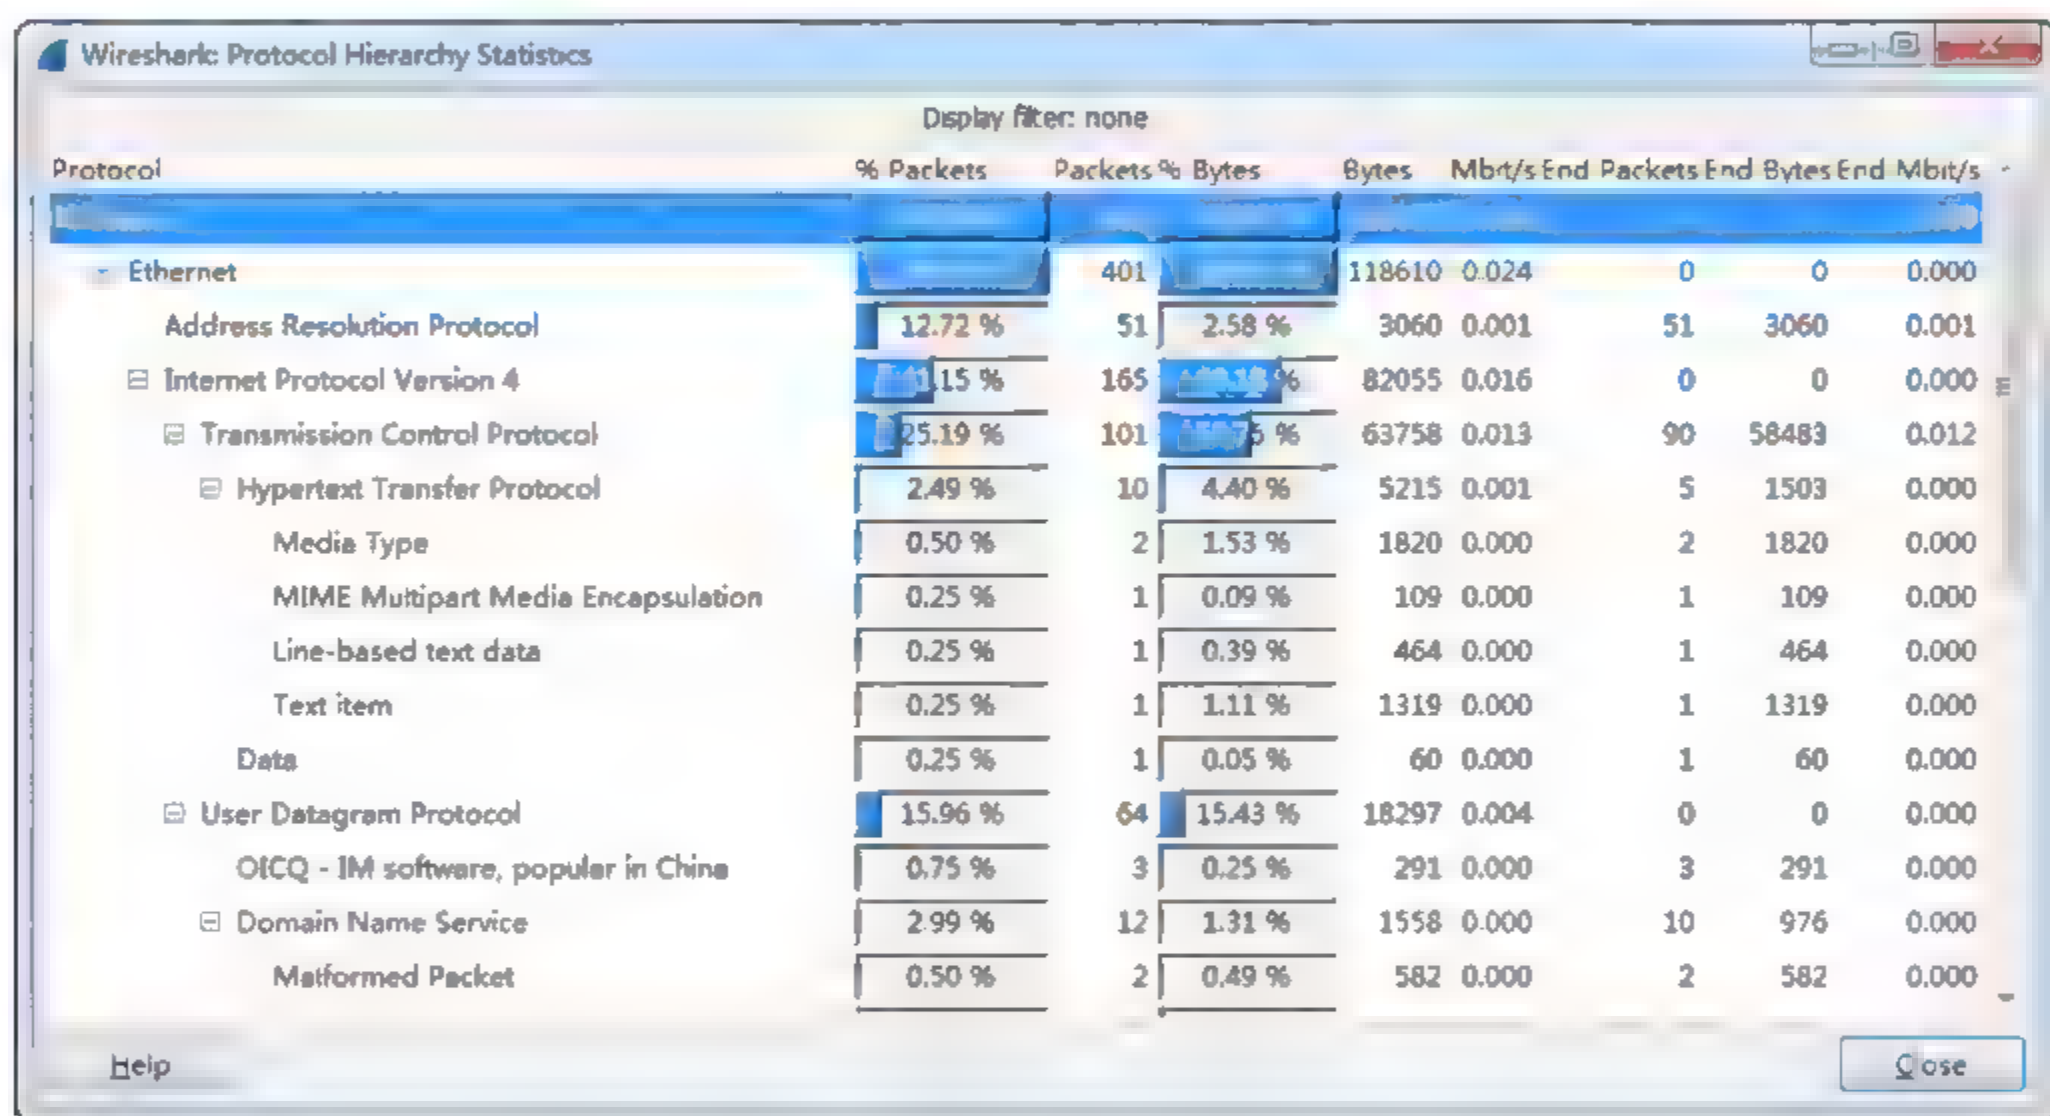 Wireshark: Protocol Hierarchy Statistics
Display filter: none
Protocol % Packets Packets % Bytes Bytes Mbit/s End Packets End Bytes End Mbit/s
Ethernet 401 118610 0.024 0 0 0.000
Address Resolution Protocol 12.72 % 51 2.58 % 3060 0.001 51 3060 0.001
Internet Protocol Version 4 .15 % 165 % 82055 0.016 0 0 0.000
Transmission Control Protocol 25.19 % 101 % 63758 0.013 90 58483 0.012
Hypertext Transfer Protocol 2.49 % 10 4.40 % 5215 0.001 5 1503 0.000
Media Type 0.50 % 2 1.53 % 1820 0.000 2 1820 0.000
MIME Multipart Media Encapsulation 0.25 % 1 0.09 % 109 0.000 1 109 0.000
Line-based text data 0.25 % 1 0.39 % 464 0.000 1 464 0.000
Text item 0.25 % 1 1.11 % 1319 0.000 1 1319 0.000
Data 0.25 % 1 0.05 % 60 0.000 1 60 0.000
User Datagram Protocol 15.96 % 64 15.43 % 18297 0.004 0 0 0.000
OICQ - IM software, popular in China 0.75 % 3 0.25 % 291 0.000 3 291 0.000
Domain Name Service 2.99 % 12 1.31 % 1558 0.000 10 976 0.000
Malformed Packet 0.50 % 2 0.49 % 582 0.000 2 582 0.000
Help Close